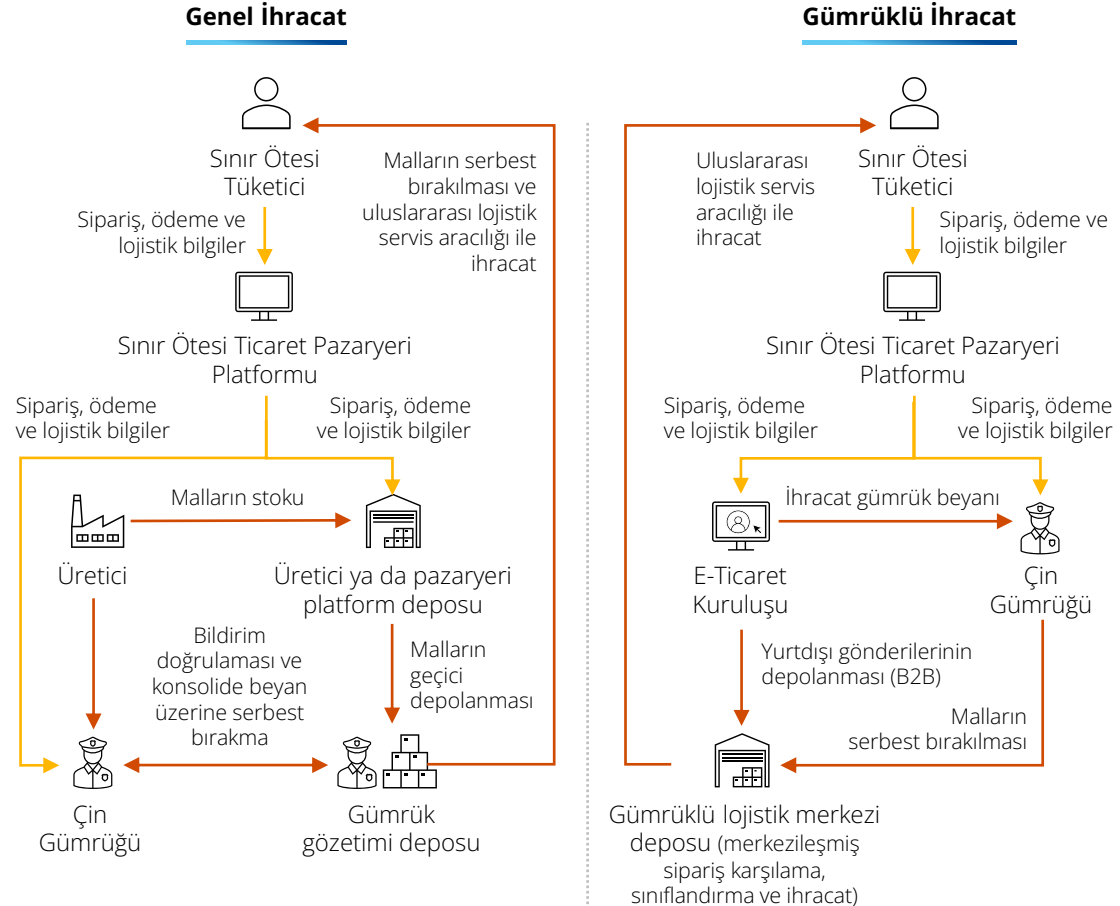 Genel İhracat
Sınır Ötesi
Tüketici
Malların serbest
bırakılması ve
uluslararası lojistik
servis aracılığı ile
ihracat
Sipariş, ödeme ve
lojistik bilgiler
Sınır Ötesi Ticaret Pazaryeri
Platformu
Sipariş, ödeme
ve lojistik bilgiler
Sipariş, ödeme
ve lojistik bilgiler
Malların stoku
Üretici
Üretici ya da pazaryeri
platform deposu
Bildirim
doğrulaması ve
konsolide beyan
üzerine serbest
bırakma
Malların
geçici
depolanması
Çin
Gümrüğü
Gümrük
gözetimi deposu
Gümrüklü İhracat
Uluslararası
lojistik servis
aracılığı ile
ihracat
Sınır Ötesi
Tüketici
Sipariş, ödeme ve
lojistik bilgiler
Sınır Ötesi Ticaret Pazaryeri
Platformu
Sipariş, ödeme
ve lojistik bilgiler
Sipariş, ödeme
ve lojistik bilgiler
İhracat gümrük beyanı
E-Ticaret
Kuruluşu
Çin
Gümrüğü
Yurtdışı gönderilerinin
depolanması (B2B)
Malların
serbest bırakılması
Gümrüklü lojistik merkezi
deposu (merkezileşmiş
sipariş karşılama,
sınıflandırma ve ihracat)